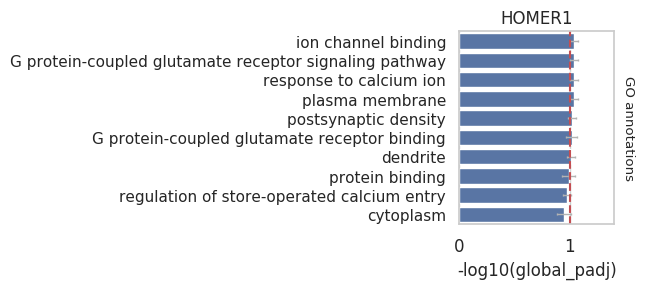 HOMER1
ion channel binding
G protein-coupled glutamate receptor signaling pathway
response to calcium ion
plasma membrane
postsynaptic density
G protein-coupled glutamate receptor binding
dendrite
protein binding
regulation of store-operated calcium entry
cytoplasm
GO annotations
0 1
-log10(global_padj)